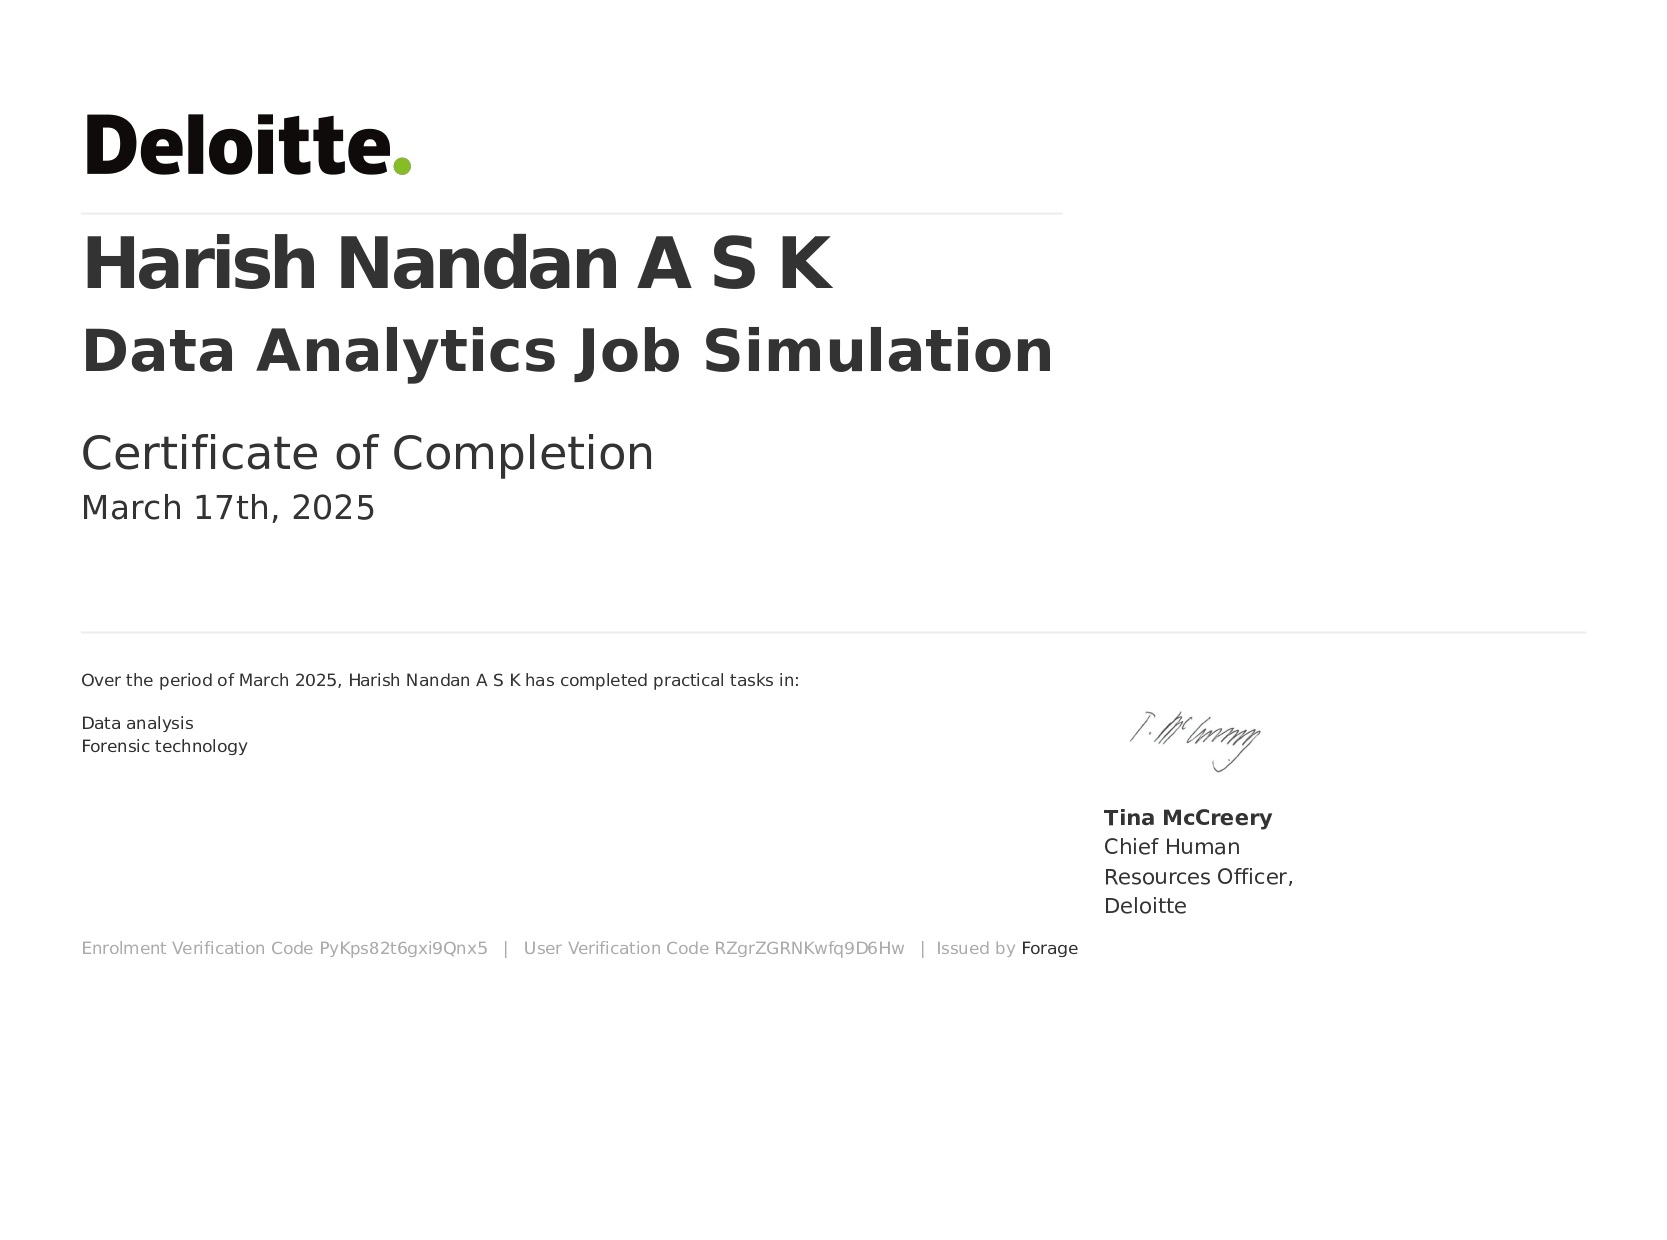 Deloitte.
Harish Nandan A S K
Data Analytics Job Simulation
Certificate of Completion
March 17th, 2025
Over the period of March 2025, Harish Nandan A S K has completed practical tasks in:
Data analysis
Forensic technology
T. McCreery
Tina McCreery
Chief Human
Resources Officer,
Deloitte
Enrolment Verification Code PyKps82t6gxi9Qnx5 | User Verification Code RZgrZGRNKwfq9D6Hw | Issued by Forage